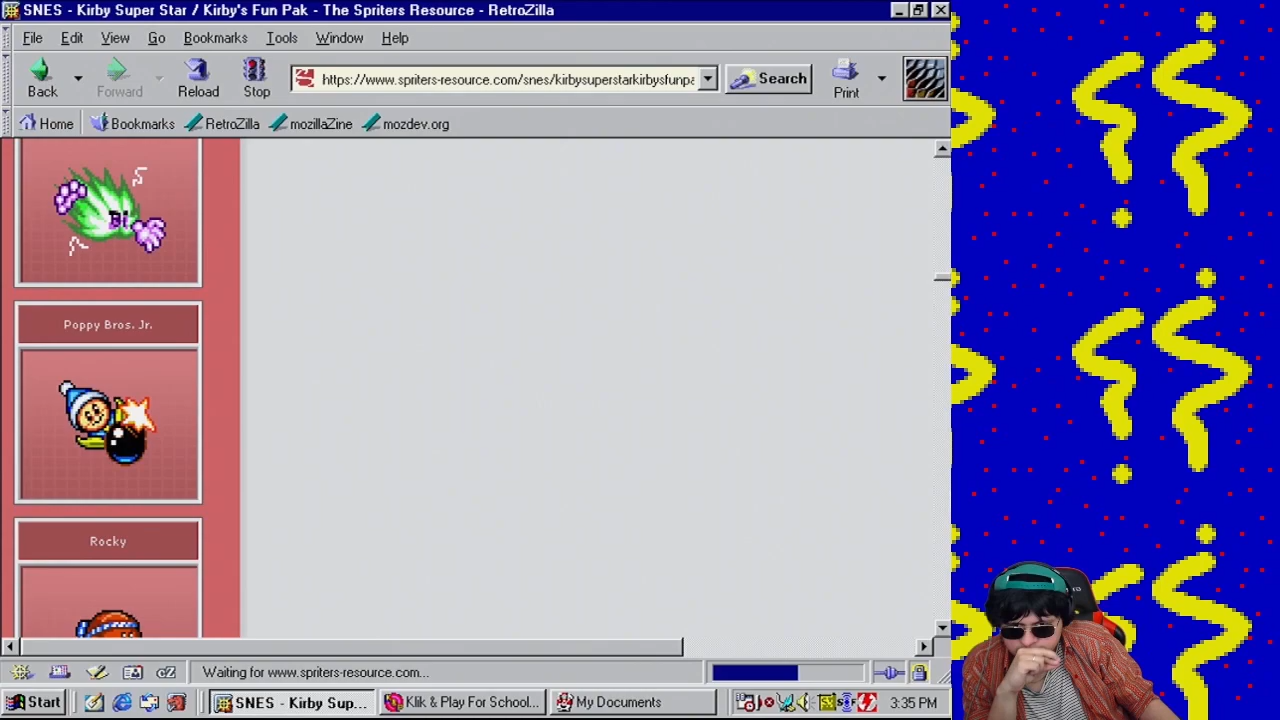 SNES - Kirby Super Star / Kirby's Fun Pak - The Spriters Resource - RetroZilla
File Edit View Go Bookmarks Tools Window Help
Back Forward Reload Stop https://www.spriters-resource.com/snes/kirbysuperstarkirbysfunpa Search Print
Home Bookmarks RetroZilla mozillaZine mozdev.org
Poppy Bros. Jr.
Rocky
Waiting for www.spriters-resource.com...
Start SNES - Kirby Sup... Klik & Play For School... My Documents 3:35 PM